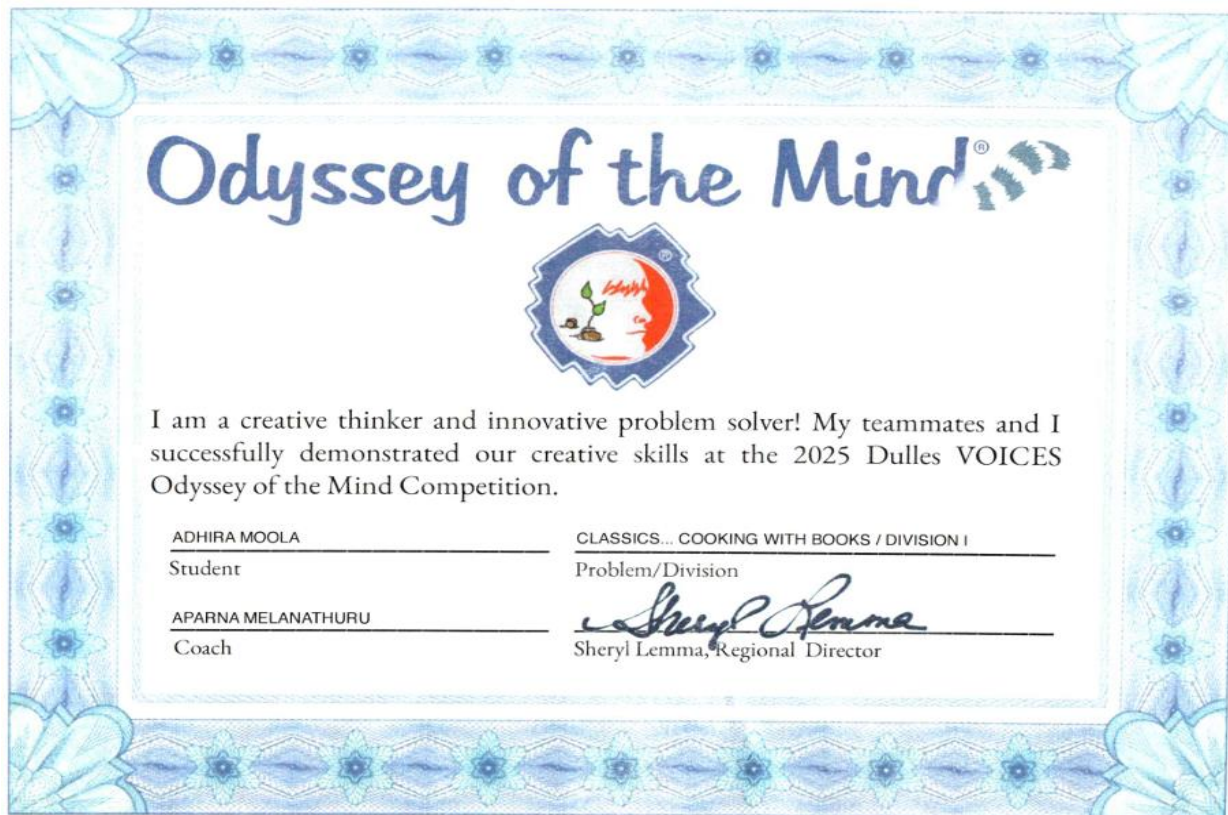 Odyssey of the Mind®
®
I am a creative thinker and innovative problem solver! My teammates and I
successfully demonstrated our creative skills at the 2025 Dulles VOICES
Odyssey of the Mind Competition.
ADHIRA MOOLA
CLASSICS... COOKING WITH BOOKS / DIVISION I
Student
Problem/Division
APARNA MELANATHURU
Sheryl Lemma
Coach
Sheryl Lemma, Regional Director